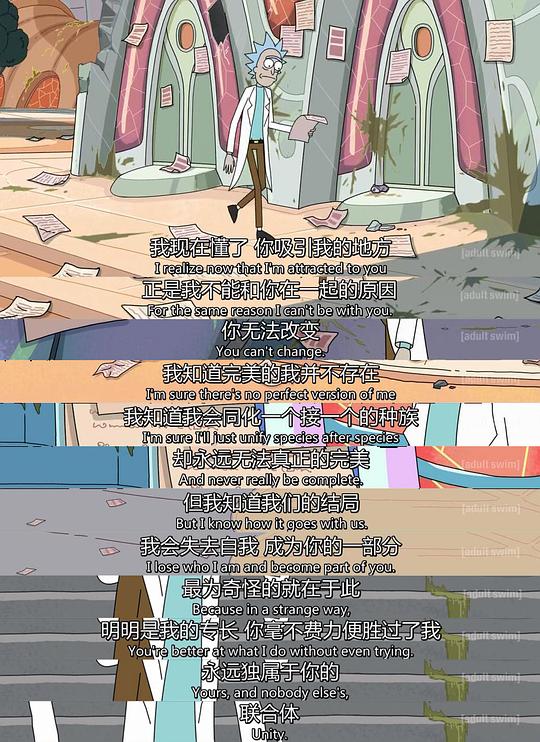 我现在懂了 你吸引我的地方
I realize now that I'm attracted to you
[adult swim]
正是我不能和你在一起的原因
For the same reason I can't be with you.
[adult swim]
你无法改变
You can't change.
[adult swim]
我知道完美的我并不存在
I'm sure there's no perfect version of me
[adult swim]
我知道我会同化一个接一个的种族
I'm sure I'll just unify species after species
却永远无法真正的完美
And never really be complete.
[adult swim]
但我知道我们的结局
But I know how it goes with us.
[adult swim]
我会失去自我 成为你的一部分
I lose who I am and become part of you.
[adult swim]
最为奇怪的就在于此
Because in a strange way,
[adult swim]
明明是我的专长 你毫不费力便胜过了我
You're better at what I do without even trying.
[adult swim]
永远独属于你的
Yours, and nobody else's,
[adult swim]
联合体
Unity.
[adult swim]